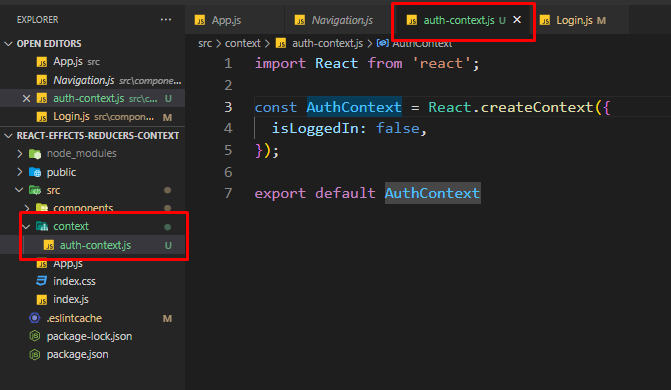 EXPLORER
···
OPEN EDITORS
App.js src
Navigation.js src\compone...
auth-context.js src\c... U
Login.js src\compon... M
REACT-EFFECTS-REDUCERS-CONTEXT
node_modules
public
src
components
context
auth-context.js U
App.js
index.css
index.js
.eslintcache M
package-lock.json
package.json
App.js
Navigation.js
auth-context.js U
Login.js M
src > context > auth-context.js > AuthContext
1 import React from 'react';
2
3 const AuthContext = React.createContext({
4 isLoggedIn: false,
5 });
6
7 export default AuthContext